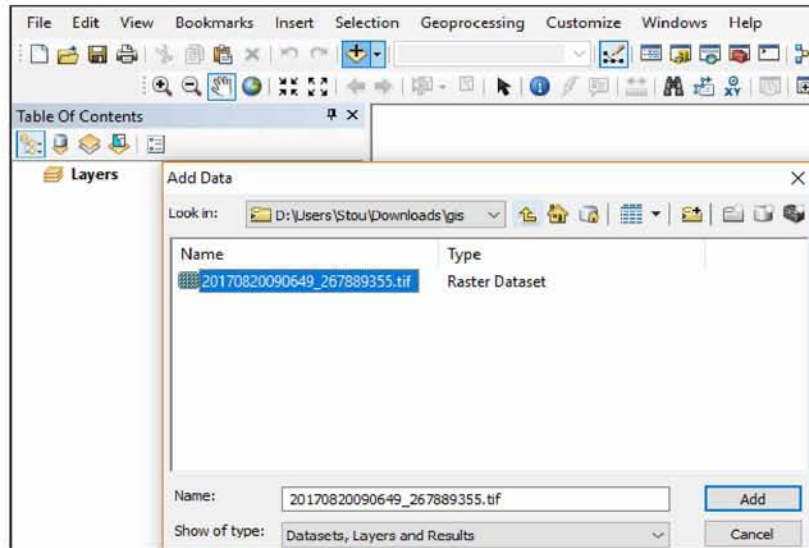 File Edit View Bookmarks Insert Selection Geoprocessing Customize Windows Help
XY
Table Of Contents
Layers
Add Data
Look in: D:\Users\Stou\Downloads\gis
Name Type
20170820090649_267889355.tif Raster Dataset
Name: 20170820090649_267889355.tif Add
Show of type: Datasets, Layers and Results Cancel